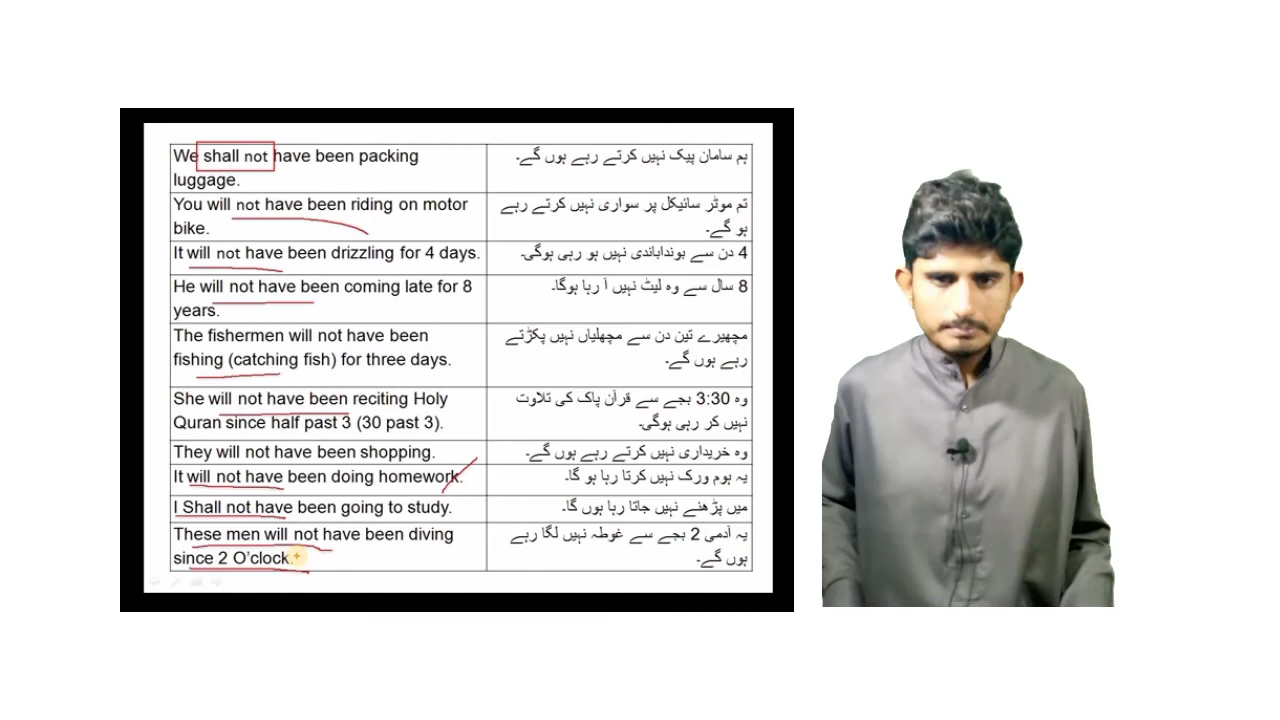 We shall not have been packing
luggage.
ہم سامان پیک نہیں کرتے رہے ہوں گے۔
You will not have been riding on motor
bike.
تم موٹر سائیکل پر سواری نہیں کرتے رہے
ہو گے۔
It will not have been drizzling for 4 days.
4 دن سے بونداباندی نہیں ہو رہی ہوگی۔
He will not have been coming late for 8
years.
8 سال سے وہ لیٹ نہیں آ رہا ہوگا۔
The fishermen will not have been
fishing (catching fish) for three days.
مچھیرے تین دن سے مچھلیاں نہیں پکڑتے
رہے ہوں گے۔
She will not have been reciting Holy
Quran since half past 3 (30 past 3).
وہ 3:30 بجے سے قرآن پاک کی تلاوت
نہیں کر رہی ہوگی۔
They will not have been shopping.
وہ خریداری نہیں کرتے رہے ہوں گے۔
It will not have been doing homework.
یہ ہوم ورک نہیں کرتا رہا ہو گا۔
I Shall not have been going to study.
میں پڑھنے نہیں جاتا رہا ہوں گا۔
These men will not have been diving
since 2 O'clock.
یہ آدمی 2 بجے سے غوطہ نہیں لگا رہے
ہوں گے۔